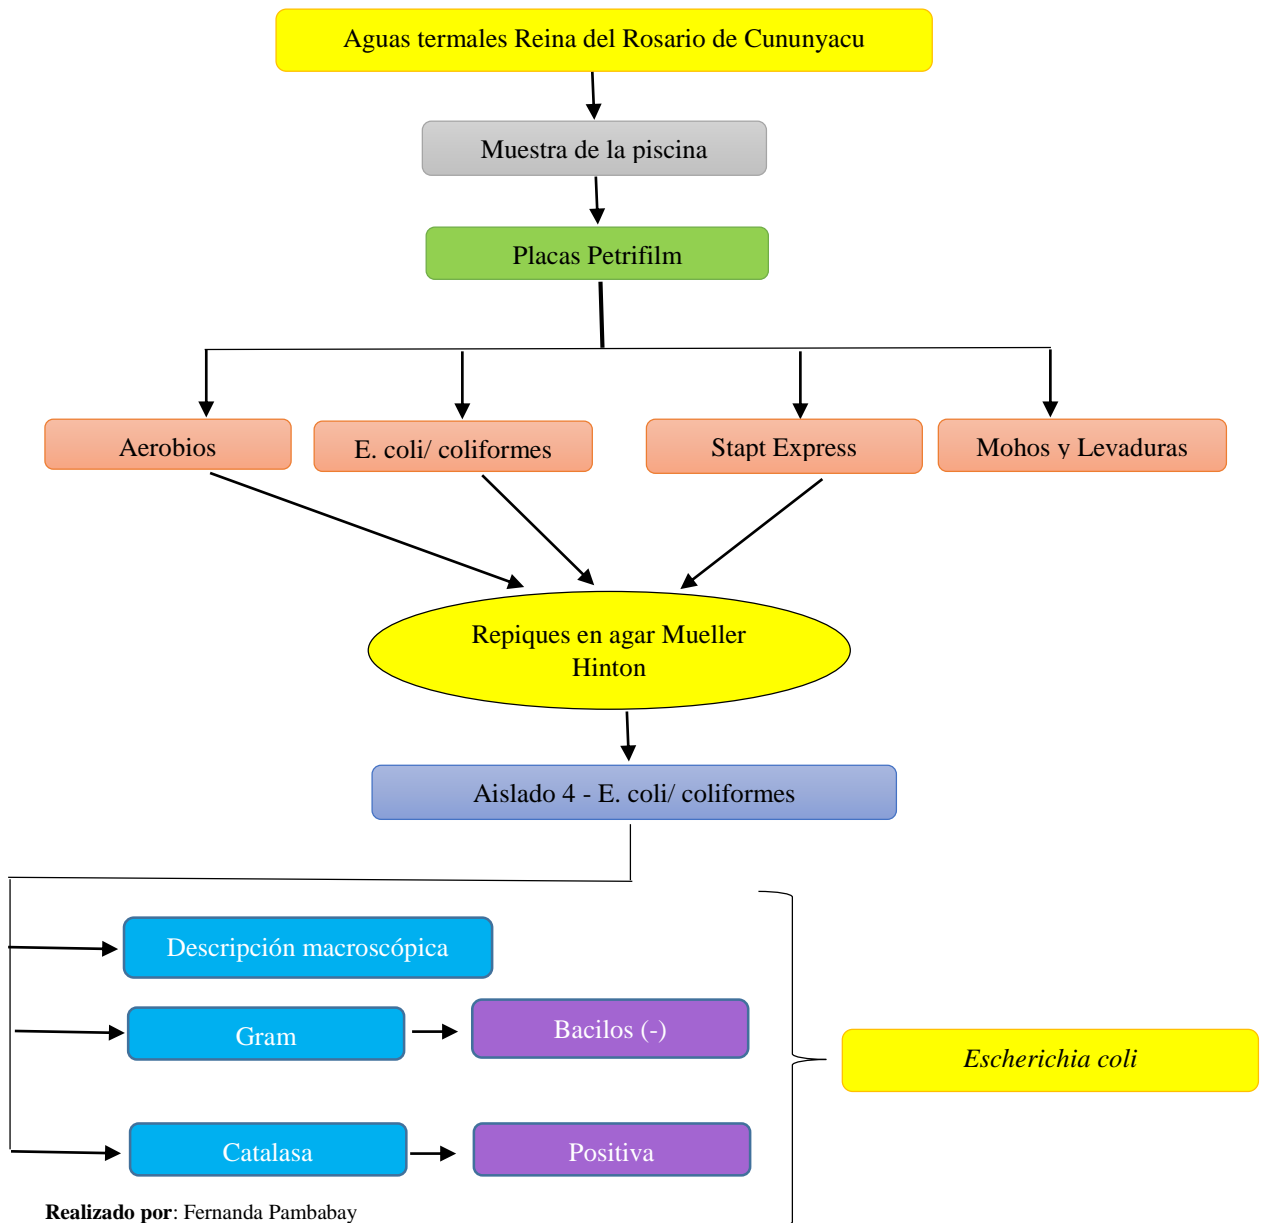 Aguas termales Reina del Rosario de Cununyacu
Muestra de la piscina
Placas Petrifilm
Aerobios
E. coli/ coliformes
Stapt Express
Mohos y Levaduras
Repiques en agar Mueller
Hinton
Aislado 4 - E. coli/ coliformes
Descripción macroscópica
Gram
Bacilos (-)
Escherichia coli
Catalasa
Positiva
Realizado por: Fernanda Pambabay